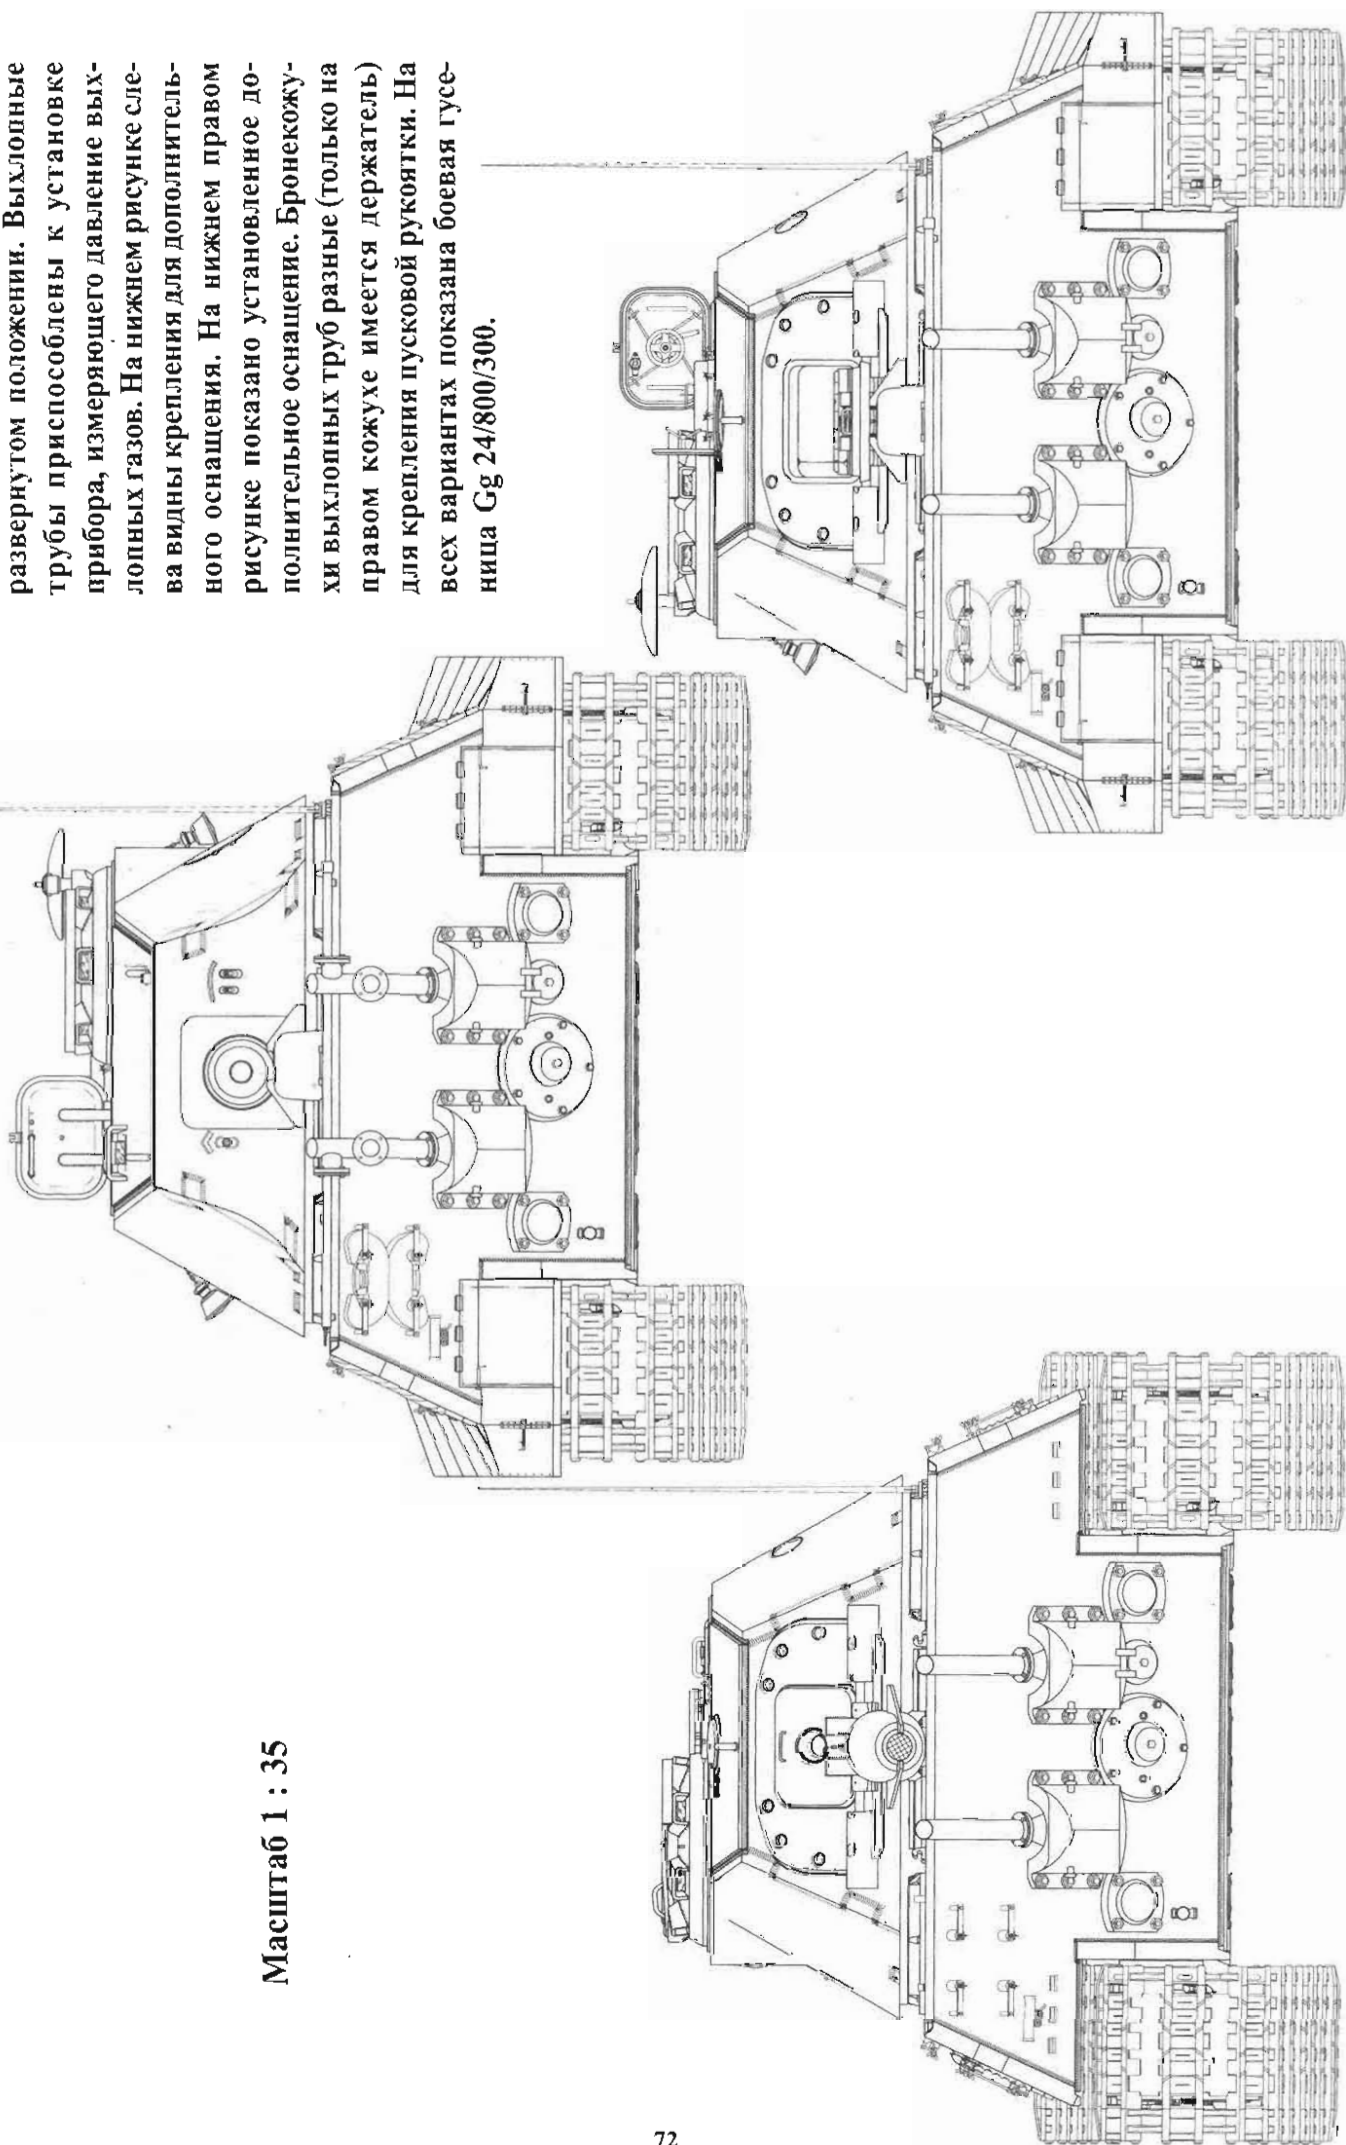 развернутом положении. Выхлопные
трубы приспособлены к установке
прибора, измеряющего давление вых-
лопных газов. На нижнем рисунке сле-
ва видны крепления для дополнитель-
ного оснащения. На нижнем правом
рисунке показано установленное до-
полнительное оснащение. Бронекожу-
хи выхлопных труб разные (только на
правом кожухе имеется держатель)
для крепления пусковой рукоятки. На
всех вариантах показана боевая гусе-
ница Gg 24/800/300.
Масштаб 1 : 35
72